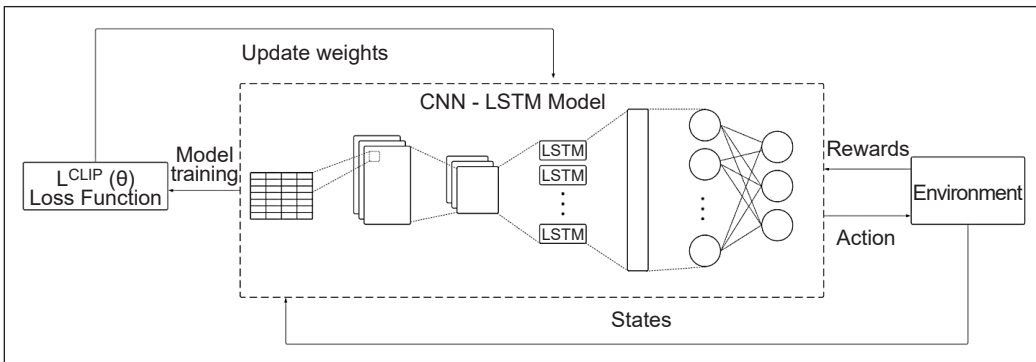 Update weights
CNN - LSTM Model
Model
training
L^CLIP (θ)
Loss Function
LSTM
LSTM
LSTM
Rewards
Environment
Action
States